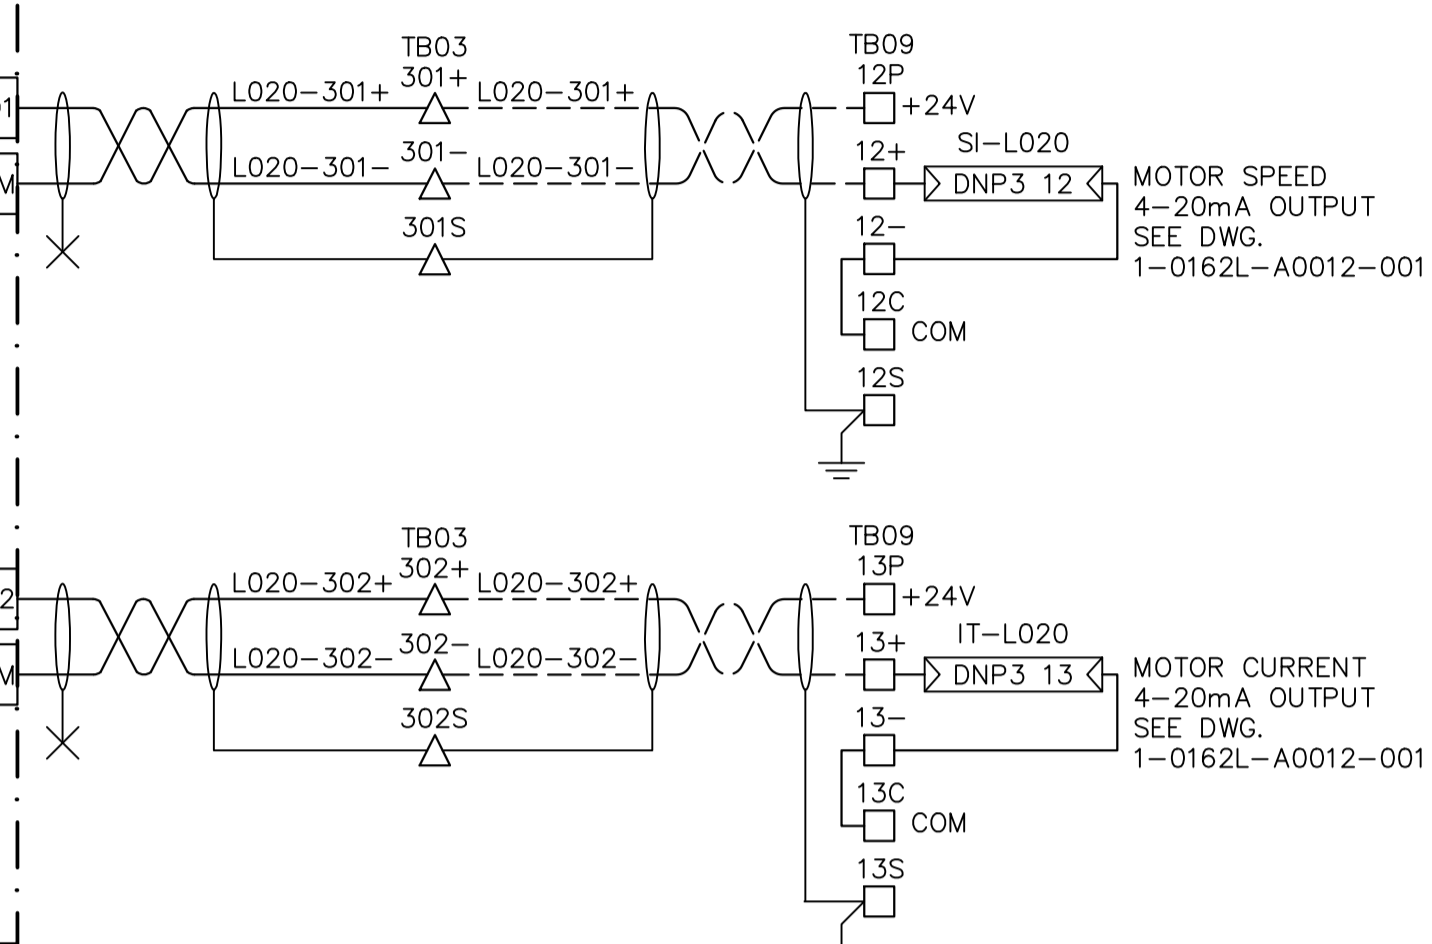 TB03
301+
L020-301+
L020-301+
301-
L020-301-
L020-301-
301S
TB09
12P
+24V
12+
SI-L020
DNP3 12
12-
12C
COM
12S
MOTOR SPEED
4-20mA OUTPUT
SEE DWG.
1-0162L-A0012-001
M
TB03
302+
L020-302+
L020-302+
302-
L020-302-
L020-302-
302S
TB09
13P
+24V
13+
IT-L020
DNP3 13
13-
13C
COM
13S
MOTOR CURRENT
4-20mA OUTPUT
SEE DWG.
1-0162L-A0012-001
2
M